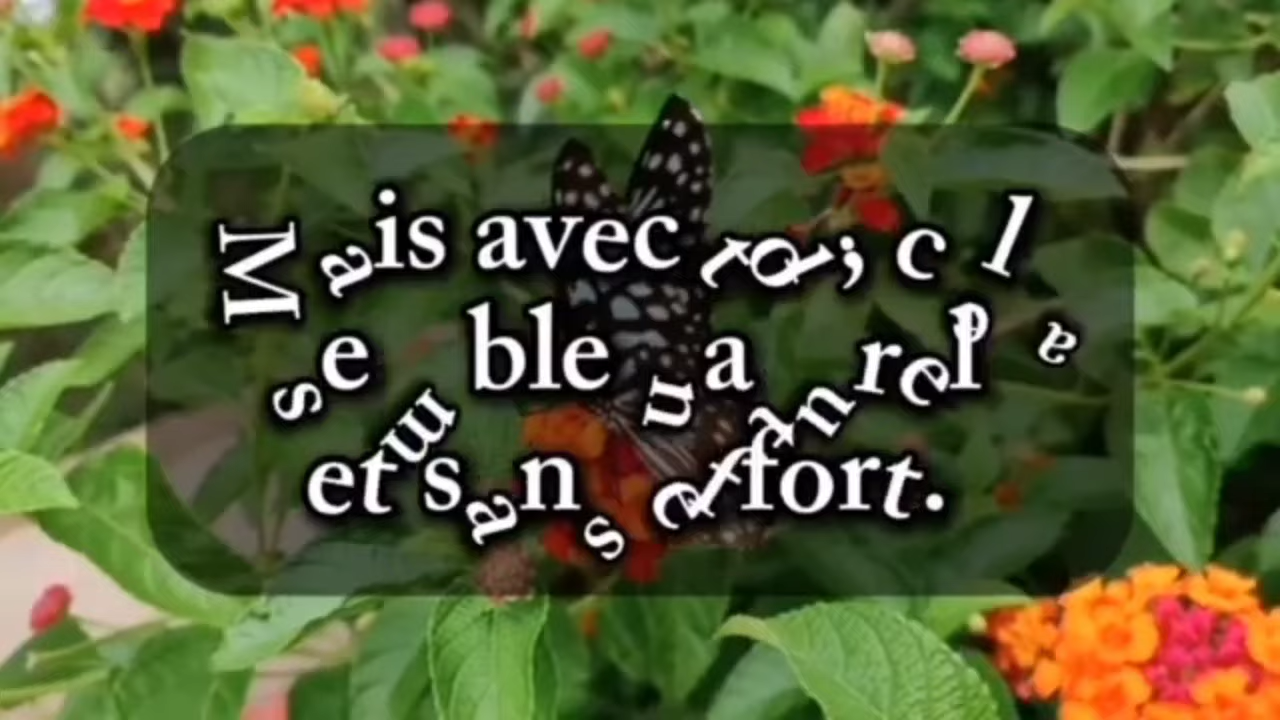 Mais avec toi, cela
semble naturel
et sans effort.